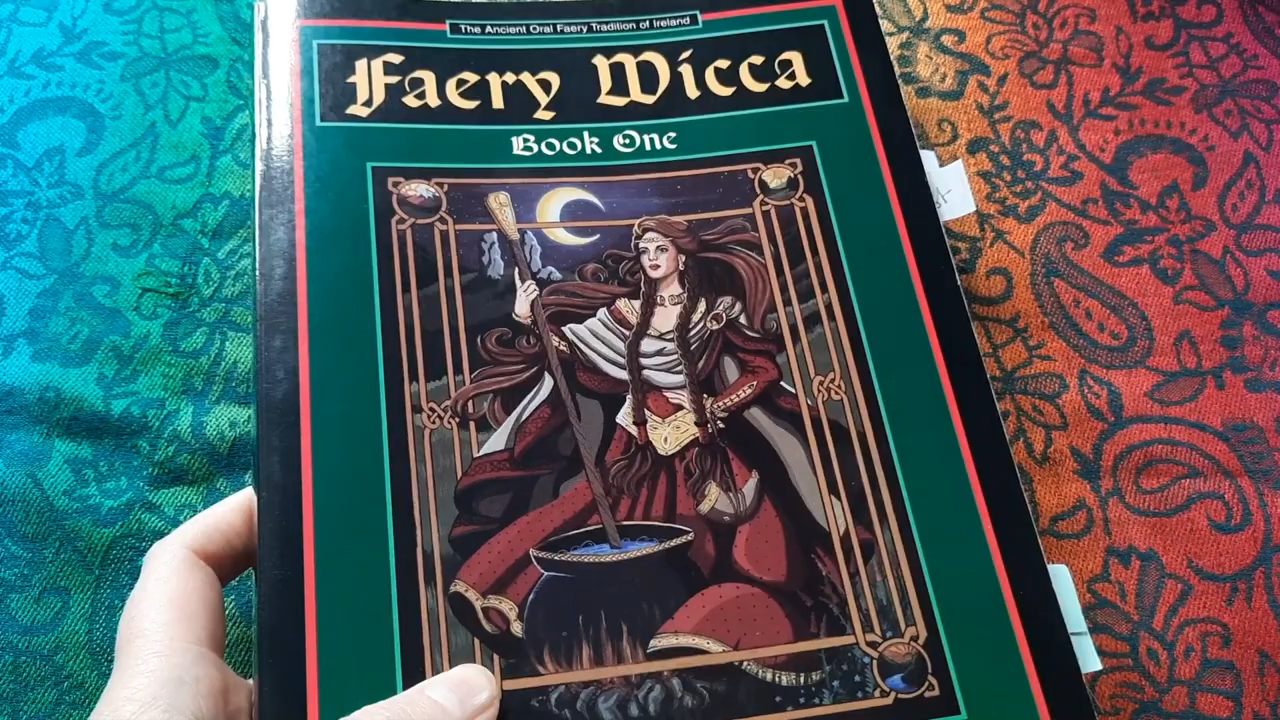 The Ancient Oral Faery Tradition of Ireland
Faery Wicca
Book One